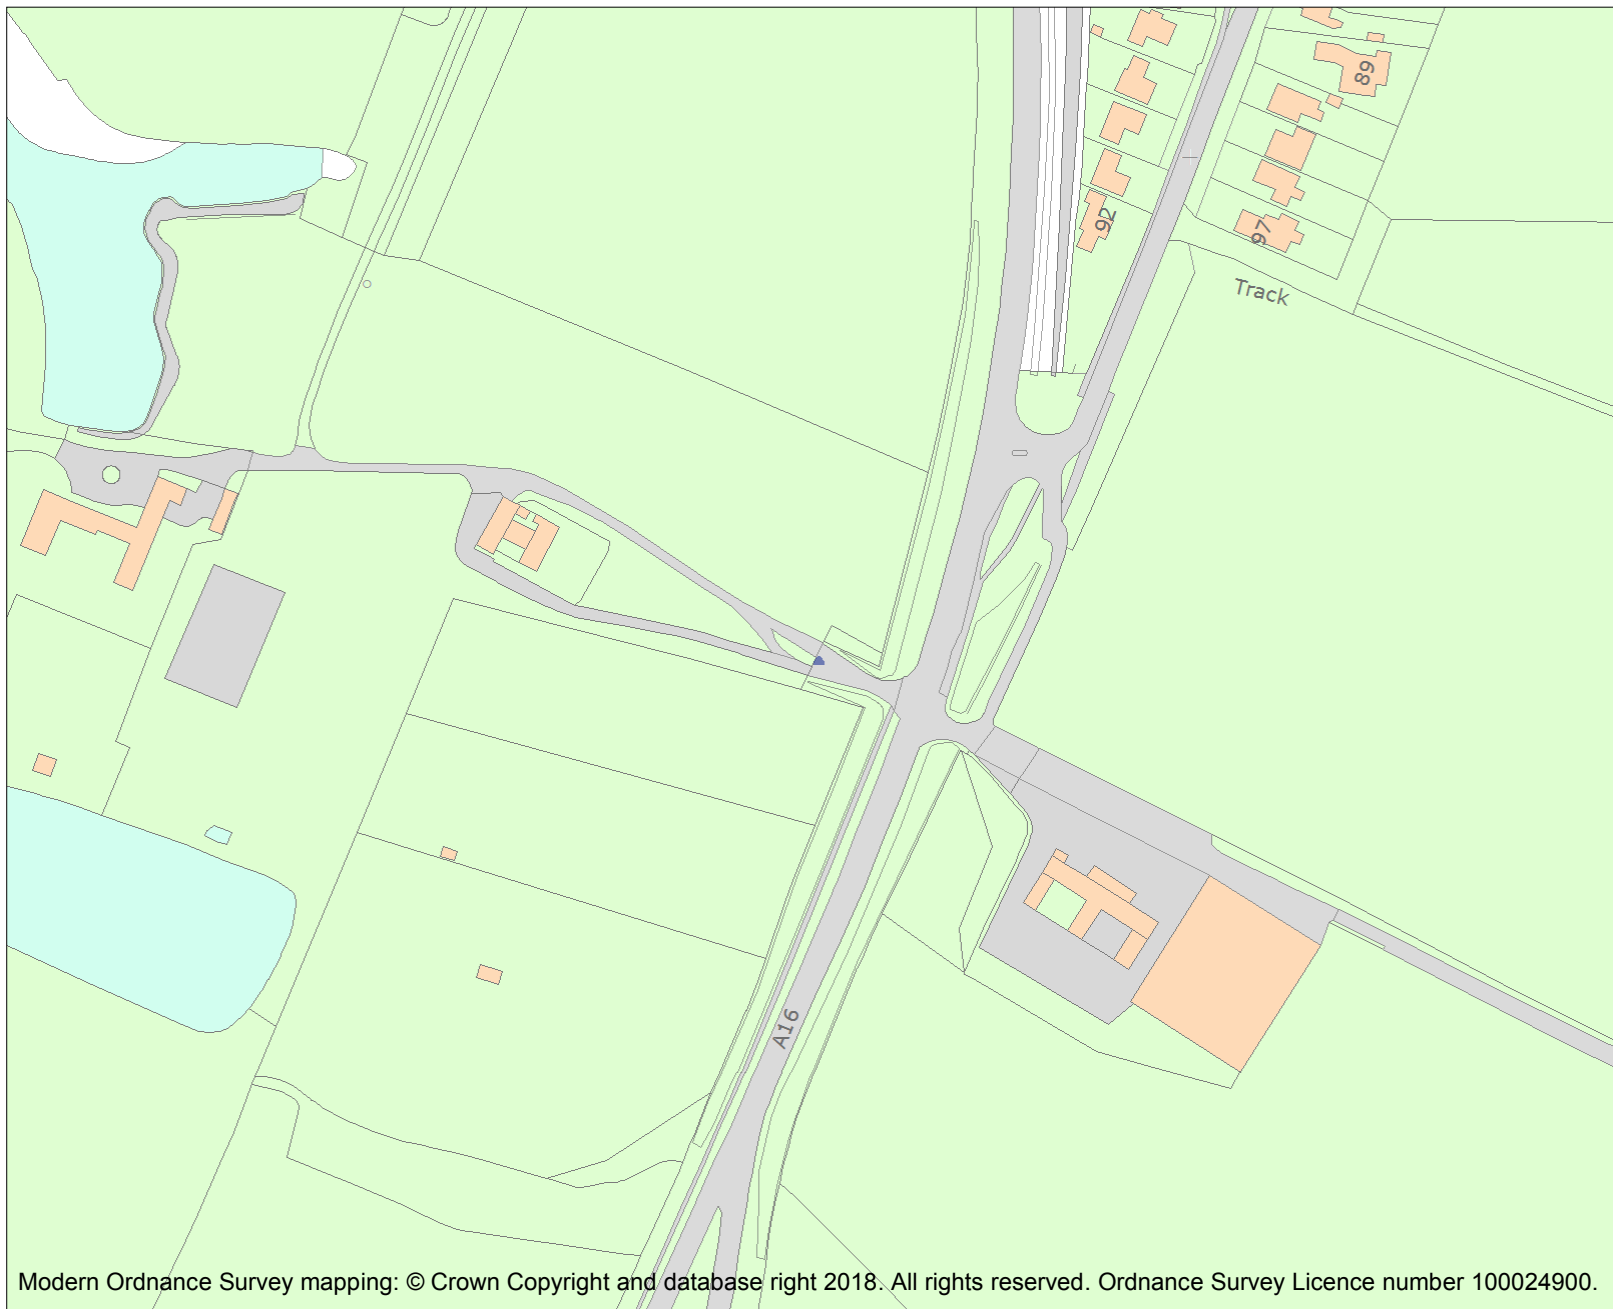 89
92
97
Track
A16
Modern Ordnance Survey mapping: © Crown Copyright and database right 2018. All rights reserved. Ordnance Survey Licence number 100024900.